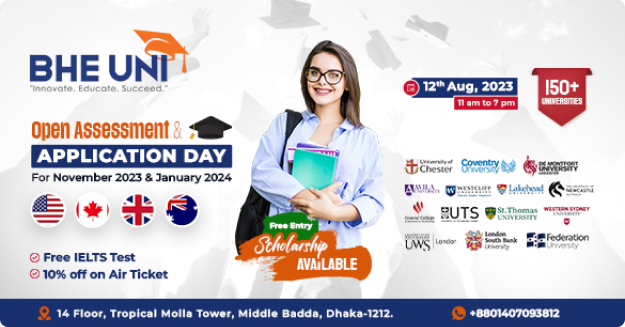 BHE UNI
"Innovate. Educate. Succeed."
12th Aug, 2023
11 am to 7 pm
150+
UNIVERSITIES
Open Assessment &
APPLICATION DAY
For November 2023 & January 2024
Free IELTS Test
10% off on Air Ticket
Free Entry
Scholarship
AVAILABLE
University of
Chester
Coventry
University
DE MONTFORT
UNIVERSITY
LEICESTER
AVILA
UNIVERSITY
WESTCLIFF
UNIVERSITY
Lakehead
UNIVERSITY
THE UNIVERSITY OF
NEWCASTLE
AUSTRALIA
Central College
UTS
St. Thomas
UNIVERSITY
WESTERN SYDNEY
UNIVERSITY
UWS London
London
South Bank
University
Federation
University
14 Floor, Tropical Molla Tower, Middle Badda, Dhaka-1212.
+8801407093812